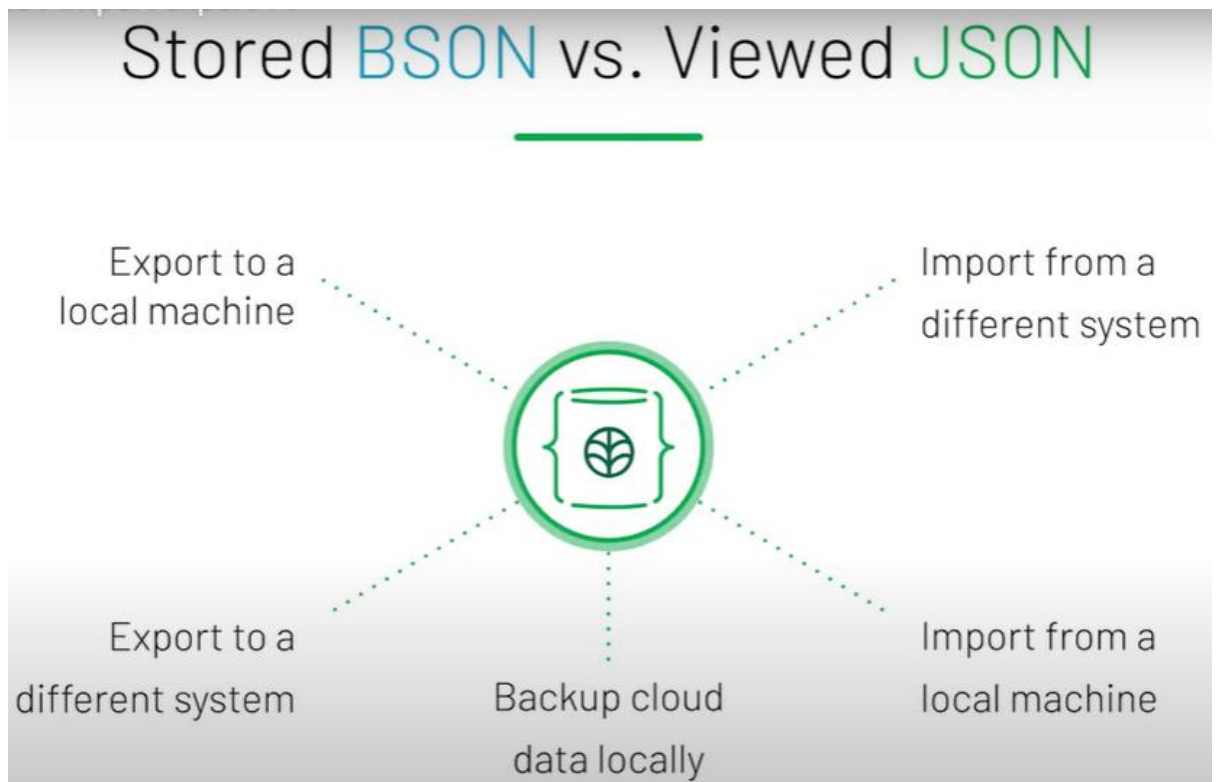 Stored BSON vs. Viewed JSON
Export to a
local machine
Import from a
different system
Export to a
different system
Backup cloud
data locally
Import from a
local machine